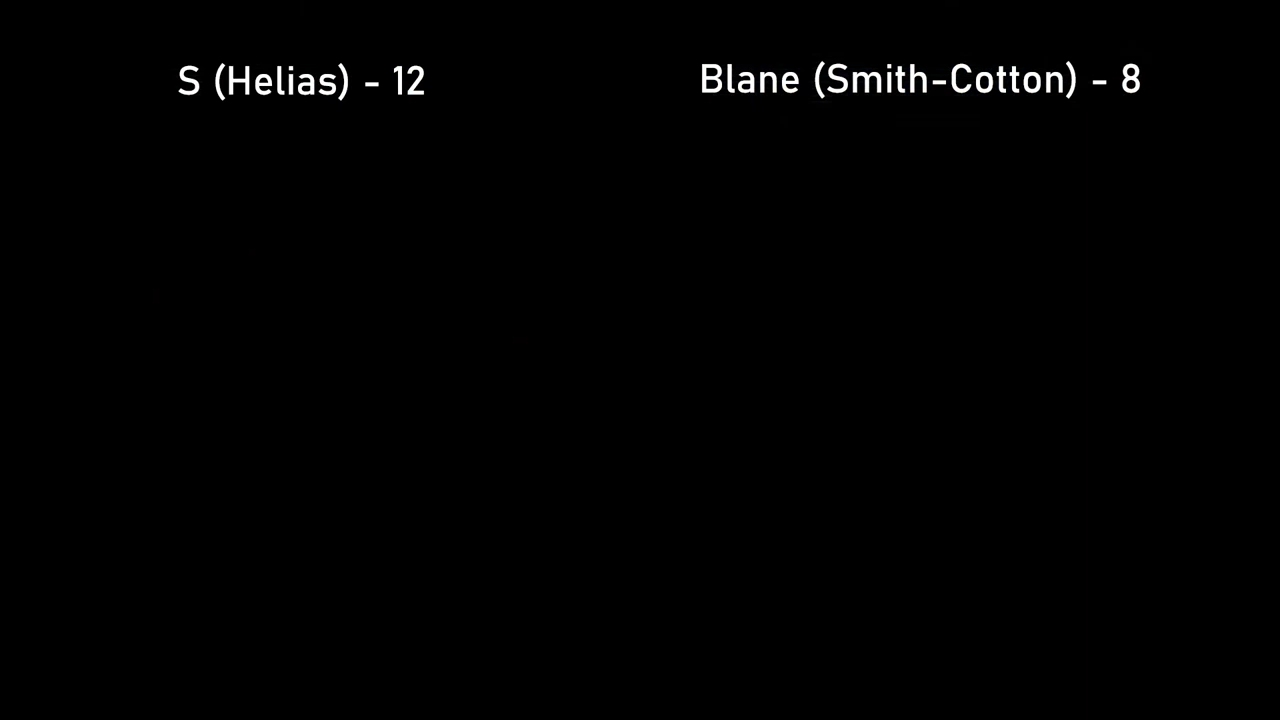 S (Helias) - 12
Blane (Smith-Cotton) - 8